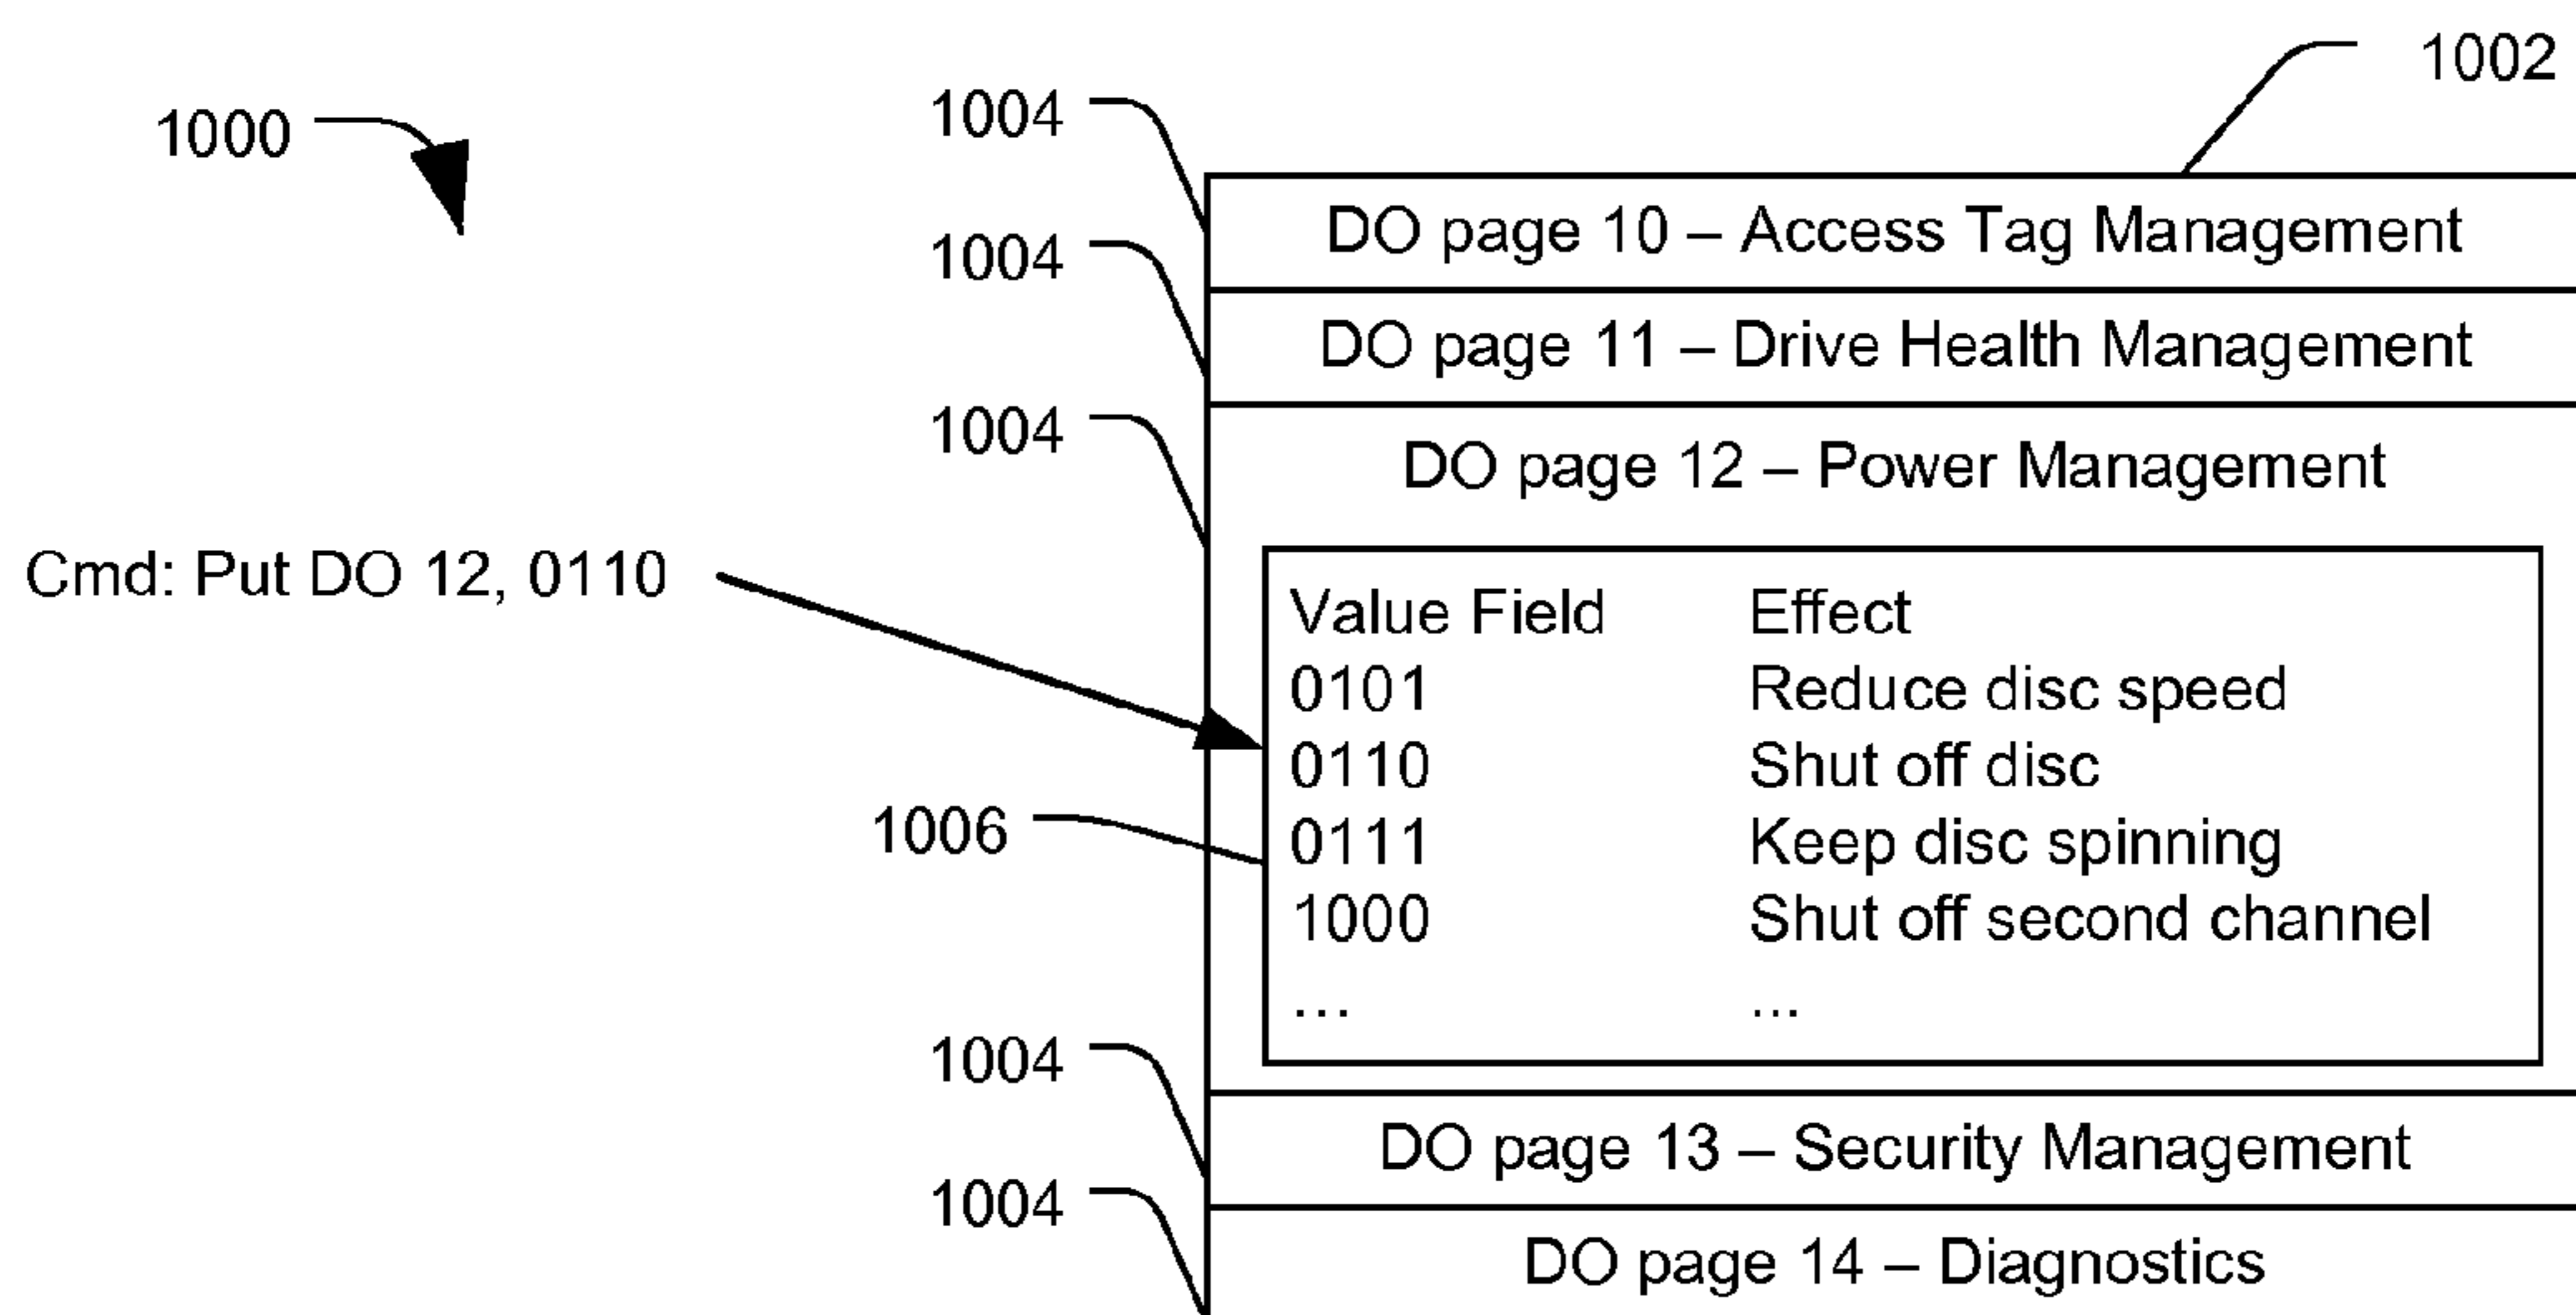 1002
1004
1000
DO page 10 – Access Tag Management
1004
DO page 11 – Drive Health Management
1004
DO page 12 – Power Management
Cmd: Put DO 12, 0110
Value Field Effect
0101 Reduce disc speed
0110 Shut off disc
1006
0111 Keep disc spinning
1000 Shut off second channel
... ...
1004
DO page 13 – Security Management
1004
DO page 14 – Diagnostics